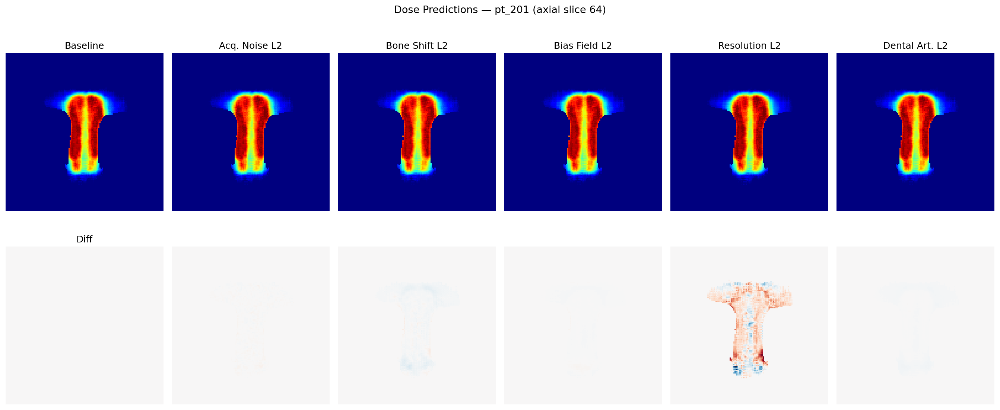 Dose Predictions — pt_201 (axial slice 64)
Baseline
Acq. Noise L2
Bone Shift L2
Bias Field L2
Resolution L2
Dental Art. L2
Diff